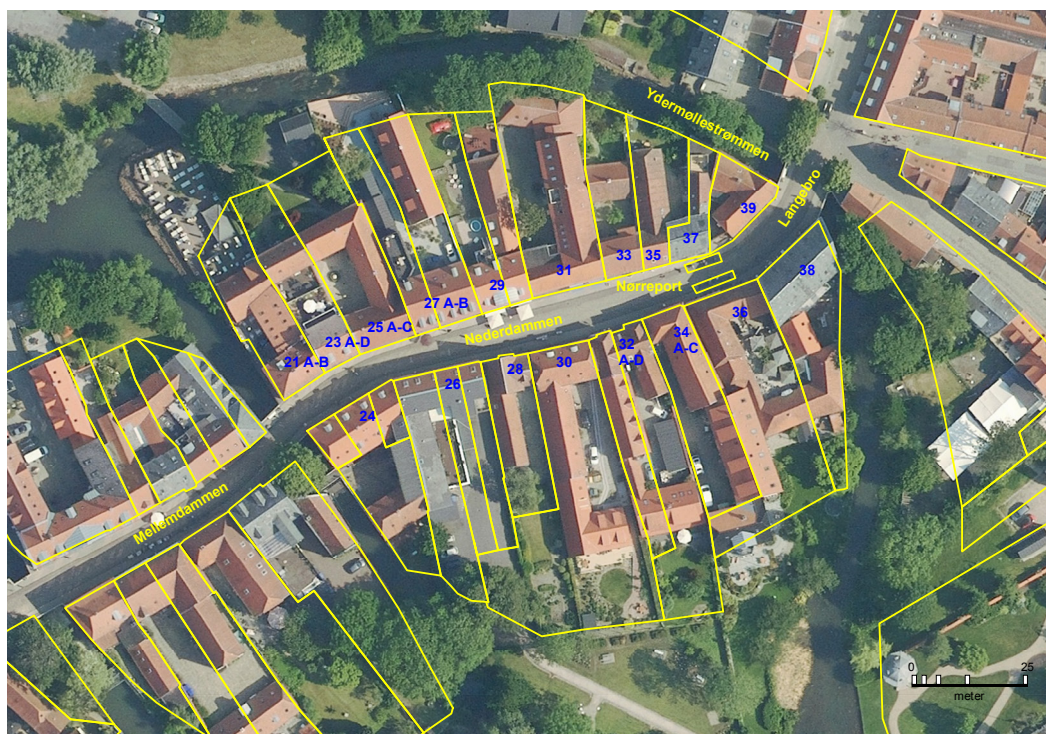 Ydermøllestrømmen
Langebro
39
37
38
35
33
31
Nørreport
29
27 A-B
36
25 A-C
Nederdammen
34
A-C
23 A-D
32
A-D
21 A-B
30
28
26
24
Mellemdammen
0
25
meter